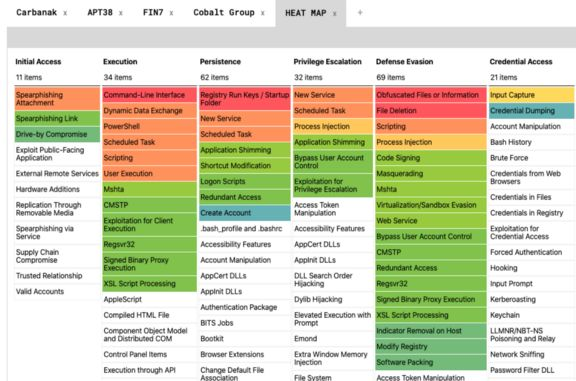 Carbanak x APT38 x FIN7 x Cobalt Group x HEAT MAP x +
Initial Access
11 items
Spearphishing
Attachment
Spearphishing Link
Drive-by Compromise
Exploit Public-Facing
Application
External Remote Services
Hardware Additions
Replication Through
Removable Media
Spearphishing via
Service
Supply Chain
Compromise
Trusted Relationship
Valid Accounts
Execution
34 items
Command-Line Interface
Dynamic Data Exchange
PowerShell
Scheduled Task
Scripting
User Execution
Mshta
CMSTP
Exploitation for Client
Execution
Regsvr32
Signed Binary Proxy
Execution
XSL Script Processing
AppleScript
Compiled HTML File
Component Object Model
and Distributed COM
Control Panel Items
Execution through API
Persistence
62 items
Registry Run Keys / Startup
Folder
New Service
Scheduled Task
Application Shimming
Shortcut Modification
Logon Scripts
Redundant Access
Create Account
.bash_profile and .bashrc
Accessibility Features
Account Manipulation
AppCert DLLs
AppInit DLLs
Authentication Package
BITS Jobs
Bootkit
Browser Extensions
Change Default File
Association
Privilege Escalation
32 items
New Service
Scheduled Task
Process Injection
Application Shimming
Bypass User Account
Control
Exploitation for
Privilege Escalation
Access Token
Manipulation
Accessibility Features
AppCert DLLs
AppInit DLLs
DLL Search Order
Hijacking
Dylib Hijacking
Elevated Execution with
Prompt
Emond
Extra Window Memory
Injection
File System
Defense Evasion
69 items
Obfuscated Files or Information
File Deletion
Scripting
Process Injection
Code Signing
Masquerading
Mshta
Virtualization/Sandbox Evasion
Web Service
Bypass User Account Control
CMSTP
Redundant Access
Regsvr32
Signed Binary Proxy Execution
XSL Script Processing
Indicator Removal on Host
Modify Registry
Software Packing
Access Token Manipulation
Credential Access
21 items
Input Capture
Credential Dumping
Account Manipulation
Bash History
Brute Force
Credentials from Web
Browsers
Credentials in Files
Credentials in Registry
Exploitation for
Credential Access
Forced Authentication
Hooking
Input Prompt
Kerberoasting
Keychain
LLMNR/NBT-NS
Poisoning and Relay
Network Sniffing
Password Filter DLL